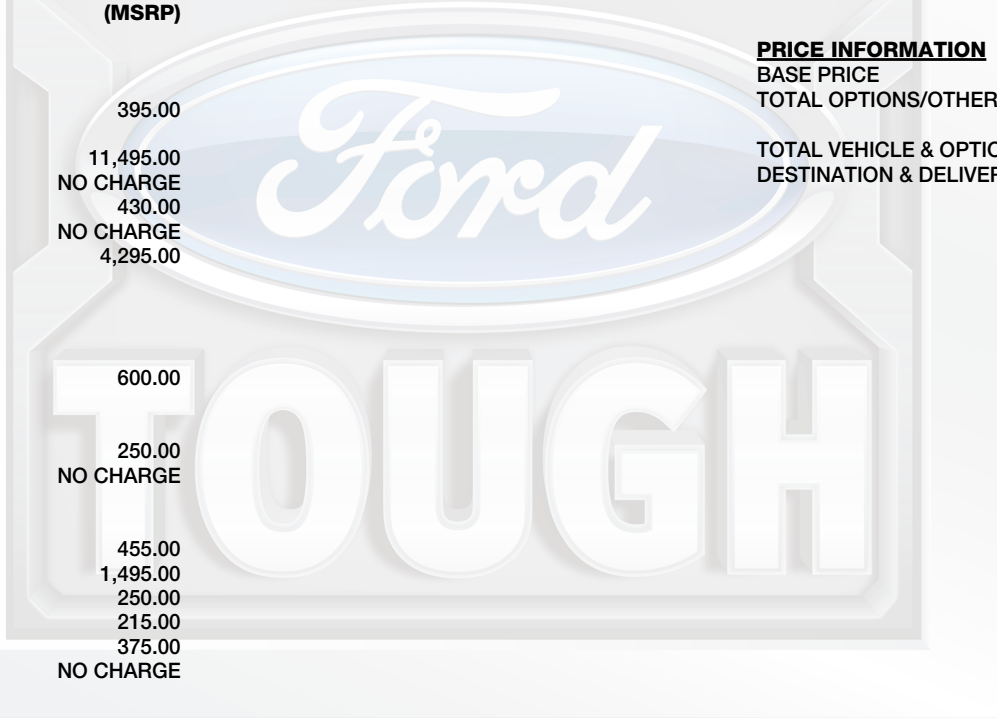 (MSRP)
395.00
11,495.00
NO CHARGE
430.00
NO CHARGE
4,295.00
600.00
250.00
NO CHARGE
455.00
1,495.00
250.00
215.00
375.00
NO CHARGE
PRICE INFORMATION
BASE PRICE
TOTAL OPTIONS/OTHER
TOTAL VEHICLE & OPTIO
DESTINATION & DELIVER
Ford
TOUGH